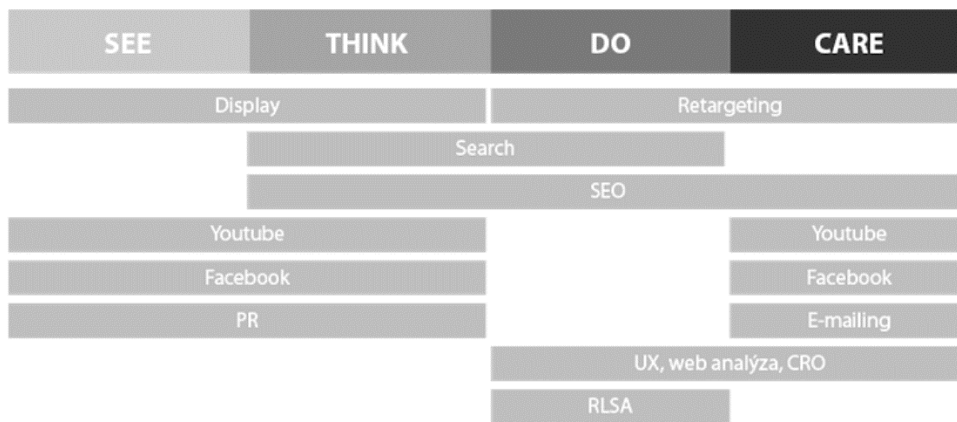 SEE THINK DO CARE
Display Retargeting
Search
SEO
Youtube Youtube
Facebook Facebook
PR E-mailing
UX, web analýza, CRO
RLSA